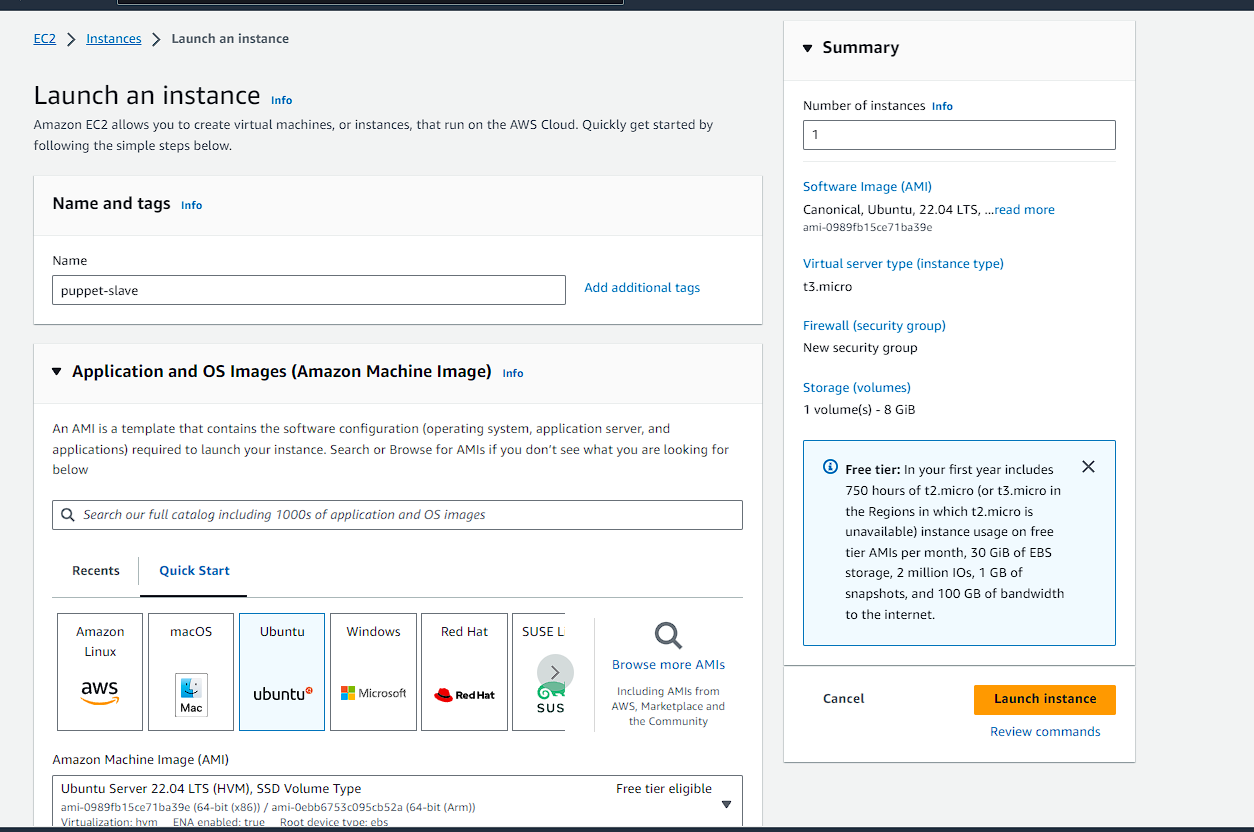 EC2 > Instances > Launch an instance
Launch an instance Info
Amazon EC2 allows you to create virtual machines, or instances, that run on the AWS Cloud. Quickly get started by
following the simple steps below.
Name and tags Info
Name
puppet-slave
Add additional tags
Application and OS Images (Amazon Machine Image) Info
An AMI is a template that contains the software configuration (operating system, application server, and
applications) required to launch your instance. Search or Browse for AMIs if you don't see what you are looking for
below
Search our full catalog including 1000s of application and OS images
Recents
Quick Start
Amazon
Linux
aws
macOS
Mac
Ubuntu
ubuntu
Windows
Microsoft
Red Hat
Red Hat
SUSE LI
SUS
Browse more AMIs
Including AMIs from
AWS, Marketplace and
the Community
Amazon Machine Image (AMI)
Ubuntu Server 22.04 LTS (HVM), SSD Volume Type
Free tier eligible
ami-0989fb15ce71ba39e (64-bit (x86)) / ami-0ebb6753c095cb52a (64-bit (Arm))
Virtualization: hvm ENA enabled: true Root device type: ebs
Summary
Number of instances Info
1
Software Image (AMI)
Canonical, Ubuntu, 22.04 LTS, ...read more
ami-0989fb15ce71ba39e
Virtual server type (instance type)
t3.micro
Firewall (security group)
New security group
Storage (volumes)
1 volume(s) - 8 GiB
Free tier: In your first year includes
750 hours of t2.micro (or t3.micro in
the Regions in which t2.micro is
unavailable) instance usage on free
tier AMIs per month, 30 GiB of EBS
storage, 2 million IOs, 1 GB of
snapshots, and 100 GB of bandwidth
to the internet.
Cancel
Launch instance
Review commands